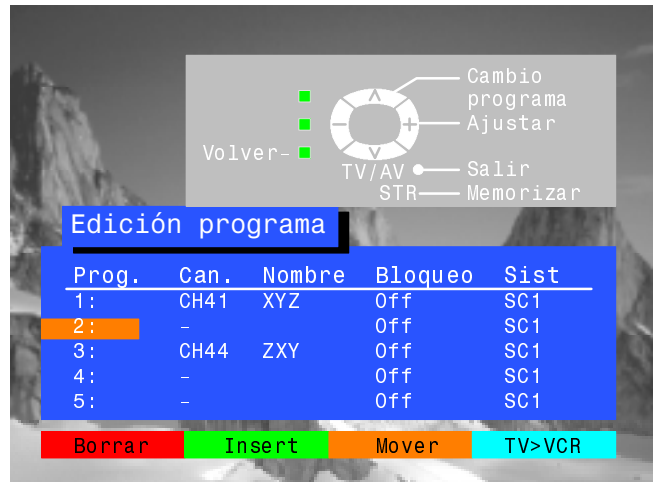 Cambio
programa
Ajustar
Volver-
TV/AV Salir
STR Memorizar
Edición programa
Prog. Can. Nombre Bloqueo Sist
1: CH41 XYZ Off SC1
2: - Off SC1
3: CH44 ZXY Off SC1
4: - Off SC1
5: - Off SC1
Borrar Insert Mover TV>VCR